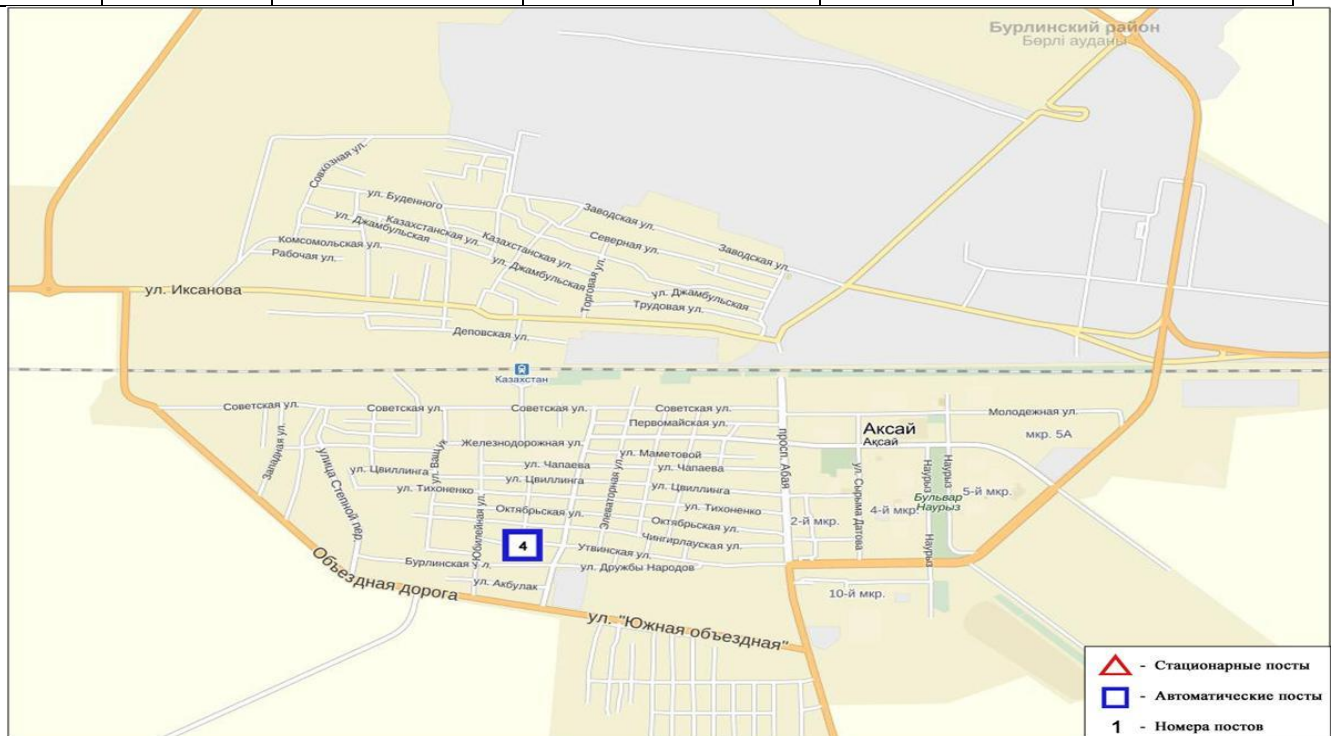 Бурлинский район
Бөрлі ауданы
Совхозная ул.
ул. Буденного
ул. Джамбульская
Казахстанская ул.
Заводская ул.
Северная ул.
Заводская ул.
Комсомольская ул.
Рабочая ул.
Казахстанская ул.
ул. Джамбульская
Торговая ул.
ул. Джамбульская
Трудовая ул.
ул. Иксанова
Деповская ул.
Казахстан
Советская ул.
Советская ул.
Советская ул.
Советская ул.
Молодежная ул.
Первомайская ул.
просп. Абая
Аксай
Ақсай
мкр. 5А
Западная ул.
улица Степной пер.
ул. Ващук
Железнодорожная ул.
ул. Маметовой
ул. Цвиллинга
ул. Чапаева
ул. Чапаева
Элеваторная ул.
ул. Сырыма Датова
Наурыз
Наурыз
ул. Тихоненко
ул. Цвиллинга
ул. Цвиллинга
5-й мкр.
Бульвар
Наурыз
Юбилейная ул.
Октябрьская ул.
ул. Тихоненко
4-й мкр.
2-й мкр.
Октябрьская ул.
4
Утвинская ул.
Чингирлауская ул.
Наурыз
Объездная дорога
Бурлинская ул.
ул. Дружбы Народов
ул. Акбулак
10-й мкр.
ул. "Южная объездная"
- Стационарные посты
- Автоматические посты
1 - Номера постов